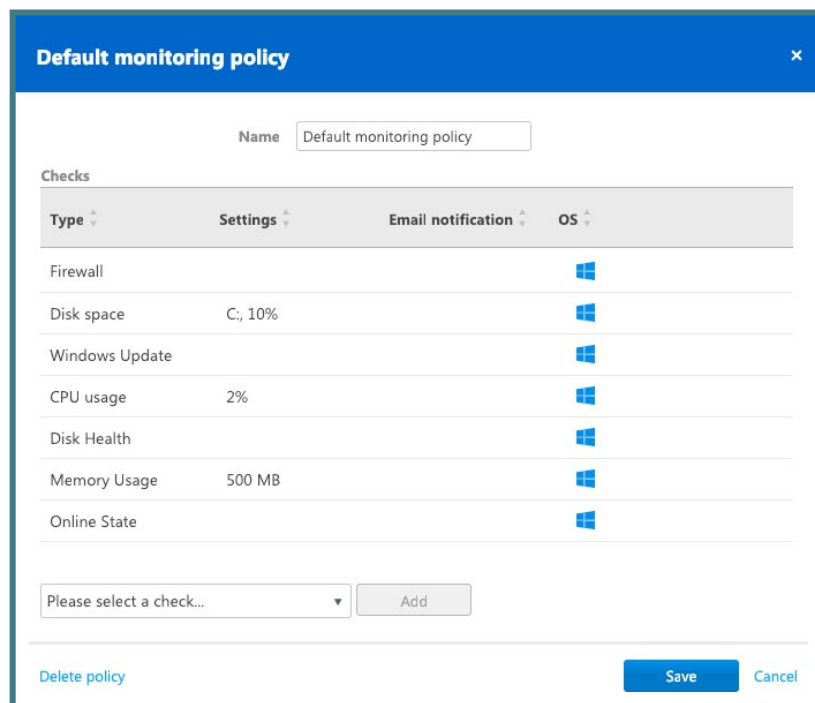 Default monitoring policy ×
Name Default monitoring policy
Checks
Type Settings Email notification OS
Firewall
Disk space C:, 10%
Windows Update
CPU usage 2%
Disk Health
Memory Usage 500 MB
Online State
Please select a check... Add
Delete policy Save Cancel